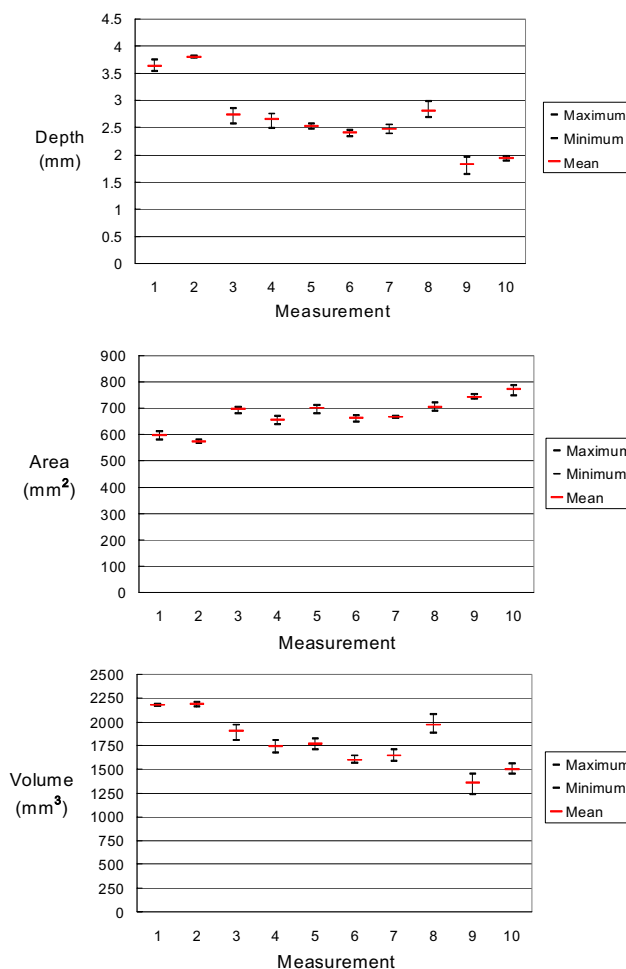 4.5
4
3.5
3
2.5
2
1.5
1
0.5
0
Depth
(mm)
1 2 3 4 5 6 7 8 9 10
Measurement
Maximum
Minimum
Mean
900
800
700
600
500
400
300
200
100
0
Area
(mm²)
1 2 3 4 5 6 7 8 9 10
Measurement
Maximum
Minimum
Mean
2500
2250
2000
1750
1500
1250
1000
750
500
250
0
Volume
(mm³)
1 2 3 4 5 6 7 8 9 10
Measurement
Maximum
Minimum
Mean